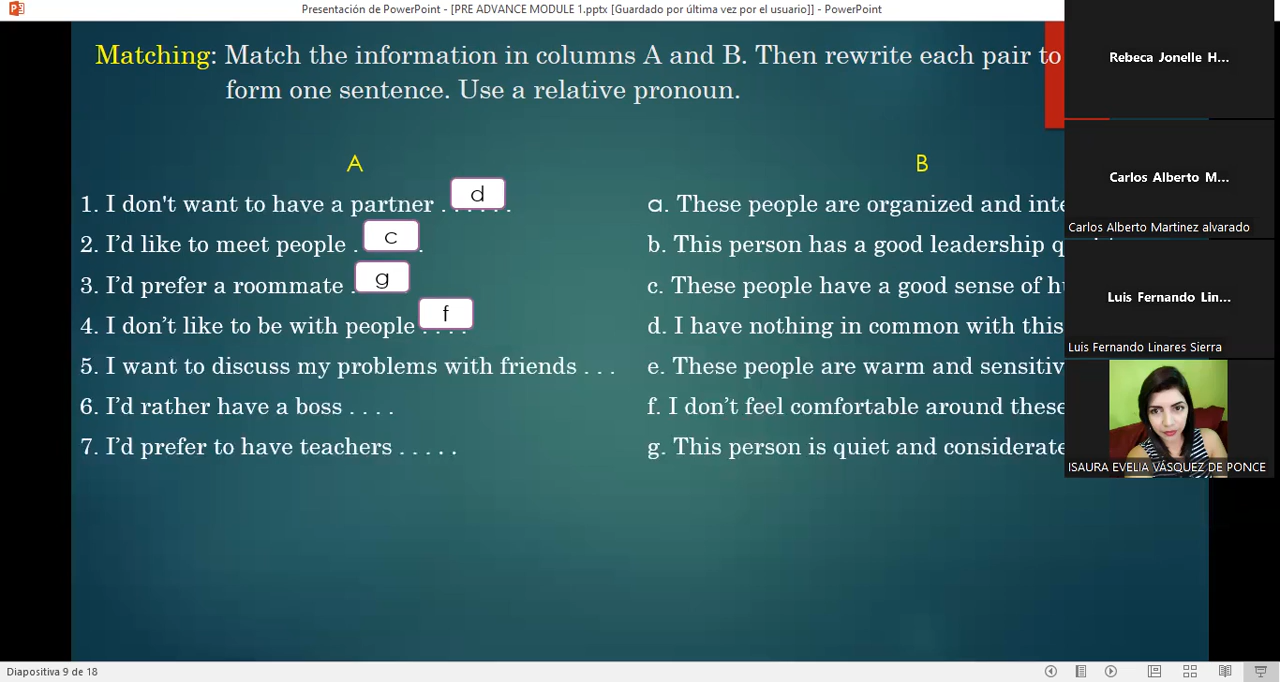 Presentación de PowerPoint - [PRE ADVANCE MODULE 1.pptx [Guardado por última vez por el usuario]] - PowerPoint
Matching: Match the information in columns A and B. Then rewrite each pair to
form one sentence. Use a relative pronoun.
A
B
1. I don't want to have a partner . . . . . .
d
2. I’d like to meet people . .
c
3. I’d prefer a roommate .
g
4. I don’t like to be with people . . . .
f
5. I want to discuss my problems with friends . . .
6. I’d rather have a boss . . . .
7. I’d prefer to have teachers . . . . .
a. These people are organized and
b. This person has a good leadership
c. These people have a good sense of
d. I have nothing in common with this
e. These people are warm and
f. I don’t feel comfortable around these
g. This person is quiet and considerate
Rebeca Jonelle H...
Carlos Alberto M...
Carlos Alberto Martinez alvarado
Luis Fernando Lin...
Luis Fernando Linares Sierra
ISAURA EVELIA VÁSQUEZ DE PONCE
Diapositiva 9 de 18